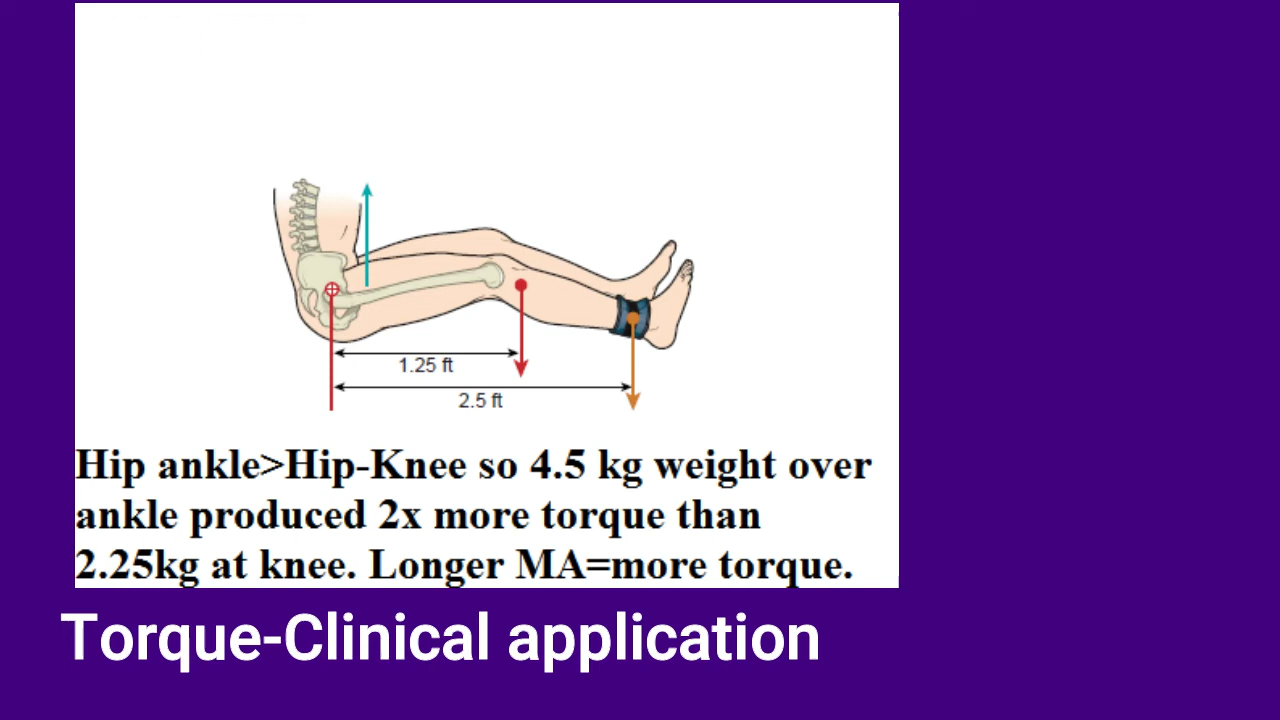 1.25 ft
2.5 ft
Hip ankle>Hip-Knee so 4.5 kg weight over
ankle produced 2x more torque than
2.25kg at knee. Longer MA=more torque.
Torque-Clinical application